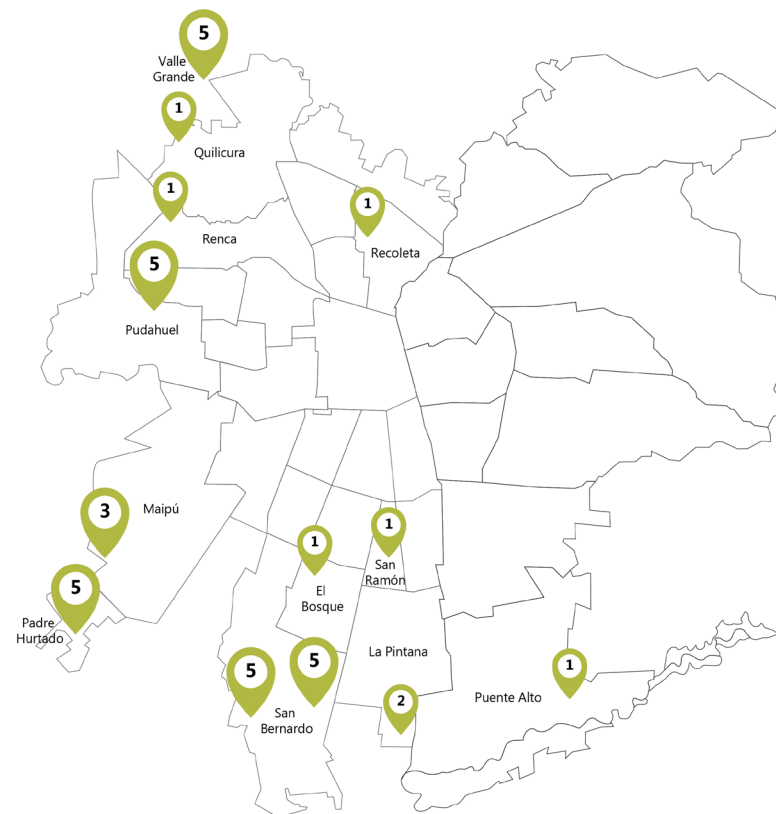 5
Valle
Grande
1
Quilicura
1
Renca
1
Recoleta
5
Pudahuel
3
Maipú
1
San
Ramón
1
El
Bosque
5
Padre
Hurtado
La Pintana
5
5
San
Bernardo
2
1
Puente Alto